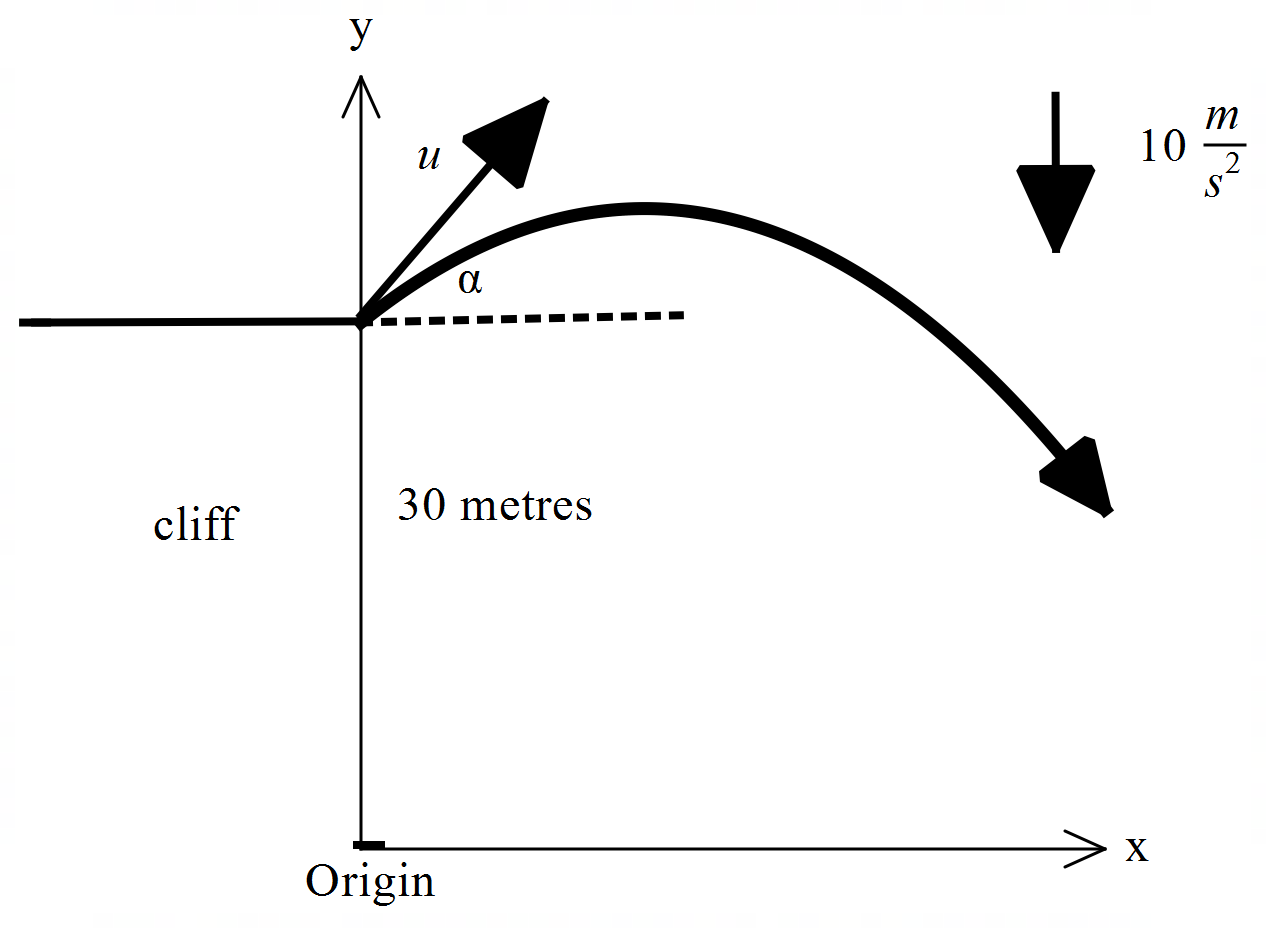 y
u
10 m/s²
α
30 metres
cliff
x
Origin